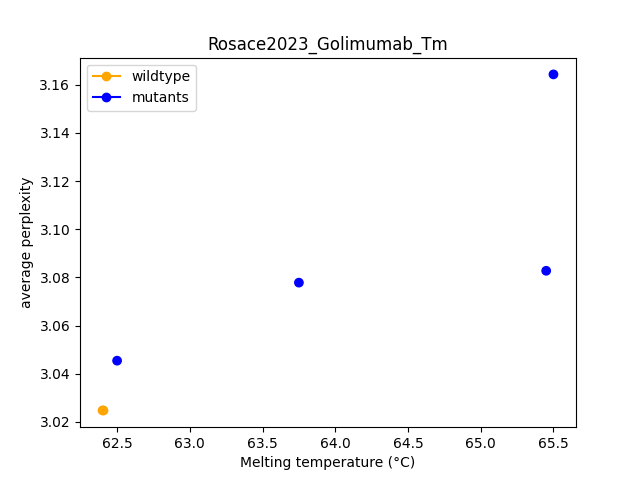 Rosace2023_Golimumab_Tm
wildtype
mutants
3.16
3.14
3.12
3.10
3.08
3.06
3.04
3.02
average perplexity
62.5 63.0 63.5 64.0 64.5 65.0 65.5
Melting temperature (°C)